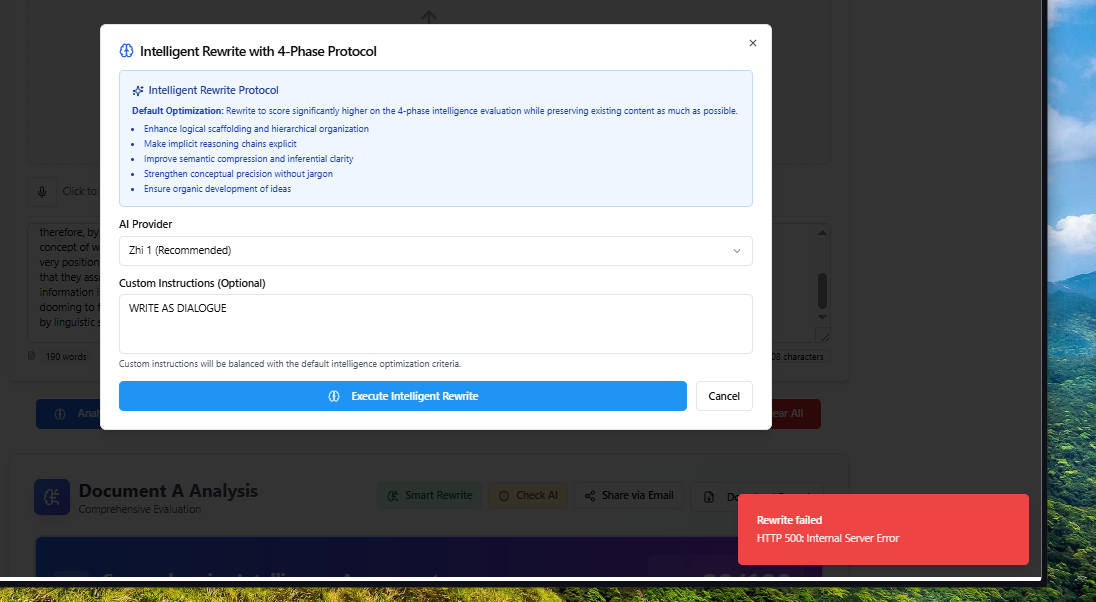 Intelligent Rewrite with 4-Phase Protocol
Intelligent Rewrite Protocol
Default Optimization: Rewrite to score significantly higher on the 4-phase intelligence evaluation while preserving existing content as much as possible.
• Enhance logical scaffolding and hierarchical organization
• Make implicit reasoning chains explicit
• Improve semantic compression and inferential clarity
• Strengthen conceptual precision without jargon
• Ensure organic development of ideas
Click to
AI Provider
Zhi 1 (Recommended)
Custom Instructions (Optional)
WRITE AS DIALOGUE
Custom instructions will be balanced with the default intelligence optimization criteria.
Execute Intelligent Rewrite
Cancel
therefore, by
concept of w
very position
that they ass
information i
dooming to t
by linguistic s
190 words
08 characters
Anal
ear All
Document A Analysis
Comprehensive Evaluation
Smart Rewrite
Check AI
Share via Email
Rewrite failed
HTTP 500: Internal Server Error